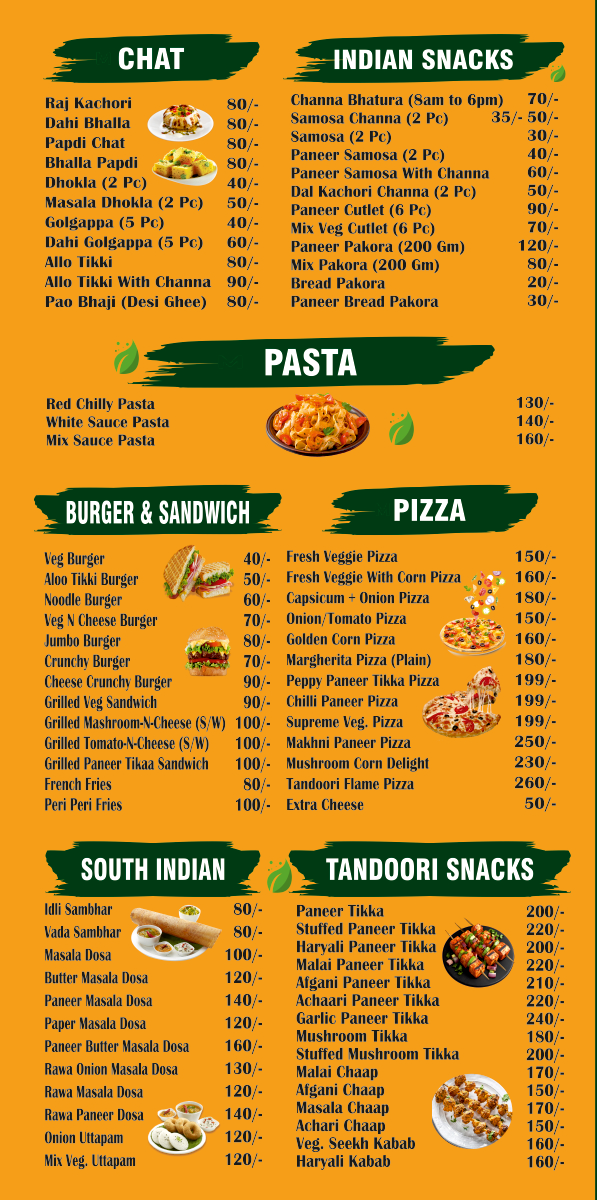 CHAT
Raj Kachori 80/-
Dahi Bhalla 80/-
Papdi Chat 80/-
Bhalla Papdi 80/-
Dhokla (2 Pc) 40/-
Masala Dhokla (2 Pc) 50/-
Golgappa (5 Pc) 40/-
Dahi Golgappa (5 Pc) 60/-
Allo Tikki 80/-
Allo Tikki With Channa 90/-
Pao Bhaji (Desi Ghee) 80/-
INDIAN SNACKS
Channa Bhatura (8am to 6pm) 70/-
Samosa Channa (2 Pc) 35/- 50/-
Samosa (2 Pc) 30/-
Paneer Samosa (2 Pc) 40/-
Paneer Samosa With Channa 60/-
Dal Kachori Channa (2 Pc) 50/-
Paneer Cutlet (6 Pc) 90/-
Mix Veg Cutlet (6 Pc) 70/-
Paneer Pakora (200 Gm) 120/-
Mix Pakora (200 Gm) 80/-
Bread Pakora 20/-
Paneer Bread Pakora 30/-
PASTA
Red Chilly Pasta 130/-
White Sauce Pasta 140/-
Mix Sauce Pasta 160/-
BURGER & SANDWICH
Veg Burger 40/-
Aloo Tikki Burger 50/-
Noodle Burger 60/-
Veg N Cheese Burger 70/-
Jumbo Burger 80/-
Crunchy Burger 70/-
Cheese Crunchy Burger 90/-
Grilled Veg Sandwich 90/-
Grilled Mashroom-N-Cheese (S/W) 100/-
Grilled Tomato-N-Cheese (S/W) 100/-
Grilled Paneer Tikaa Sandwich 100/-
French Fries 80/-
Peri Peri Fries 100/-
PIZZA
Fresh Veggie Pizza 150/-
Fresh Veggie With Corn Pizza 160/-
Capsicum + Onion Pizza 180/-
Onion/Tomato Pizza 150/-
Golden Corn Pizza 160/-
Margherita Pizza (Plain) 180/-
Peppy Paneer Tikka Pizza 199/-
Chilli Paneer Pizza 199/-
Supreme Veg. Pizza 199/-
Makhni Paneer Pizza 250/-
Mushroom Corn Delight 230/-
Tandoori Flame Pizza 260/-
Extra Cheese 50/-
SOUTH INDIAN
Idli Sambhar 80/-
Vada Sambhar 80/-
Masala Dosa 100/-
Butter Masala Dosa 120/-
Paneer Masala Dosa 140/-
Paper Masala Dosa 120/-
Paneer Butter Masala Dosa 160/-
Rawa Onion Masala Dosa 130/-
Rawa Masala Dosa 120/-
Rawa Paneer Dosa 140/-
Onion Uttapam 120/-
Mix Veg. Uttapam 120/-
TANDOORI SNACKS
Paneer Tikka 200/-
Stuffed Paneer Tikka 220/-
Haryali Paneer Tikka 200/-
Malai Paneer Tikka 220/-
Afgani Paneer Tikka 210/-
Achaari Paneer Tikka 220/-
Garlic Paneer Tikka 240/-
Mushroom Tikka 180/-
Stuffed Mushroom Tikka 200/-
Malai Chaap 170/-
Afgani Chaap 150/-
Masala Chaap 170/-
Achari Chaap 150/-
Veg. Seekh Kabab 160/-
Haryali Kabab 160/-